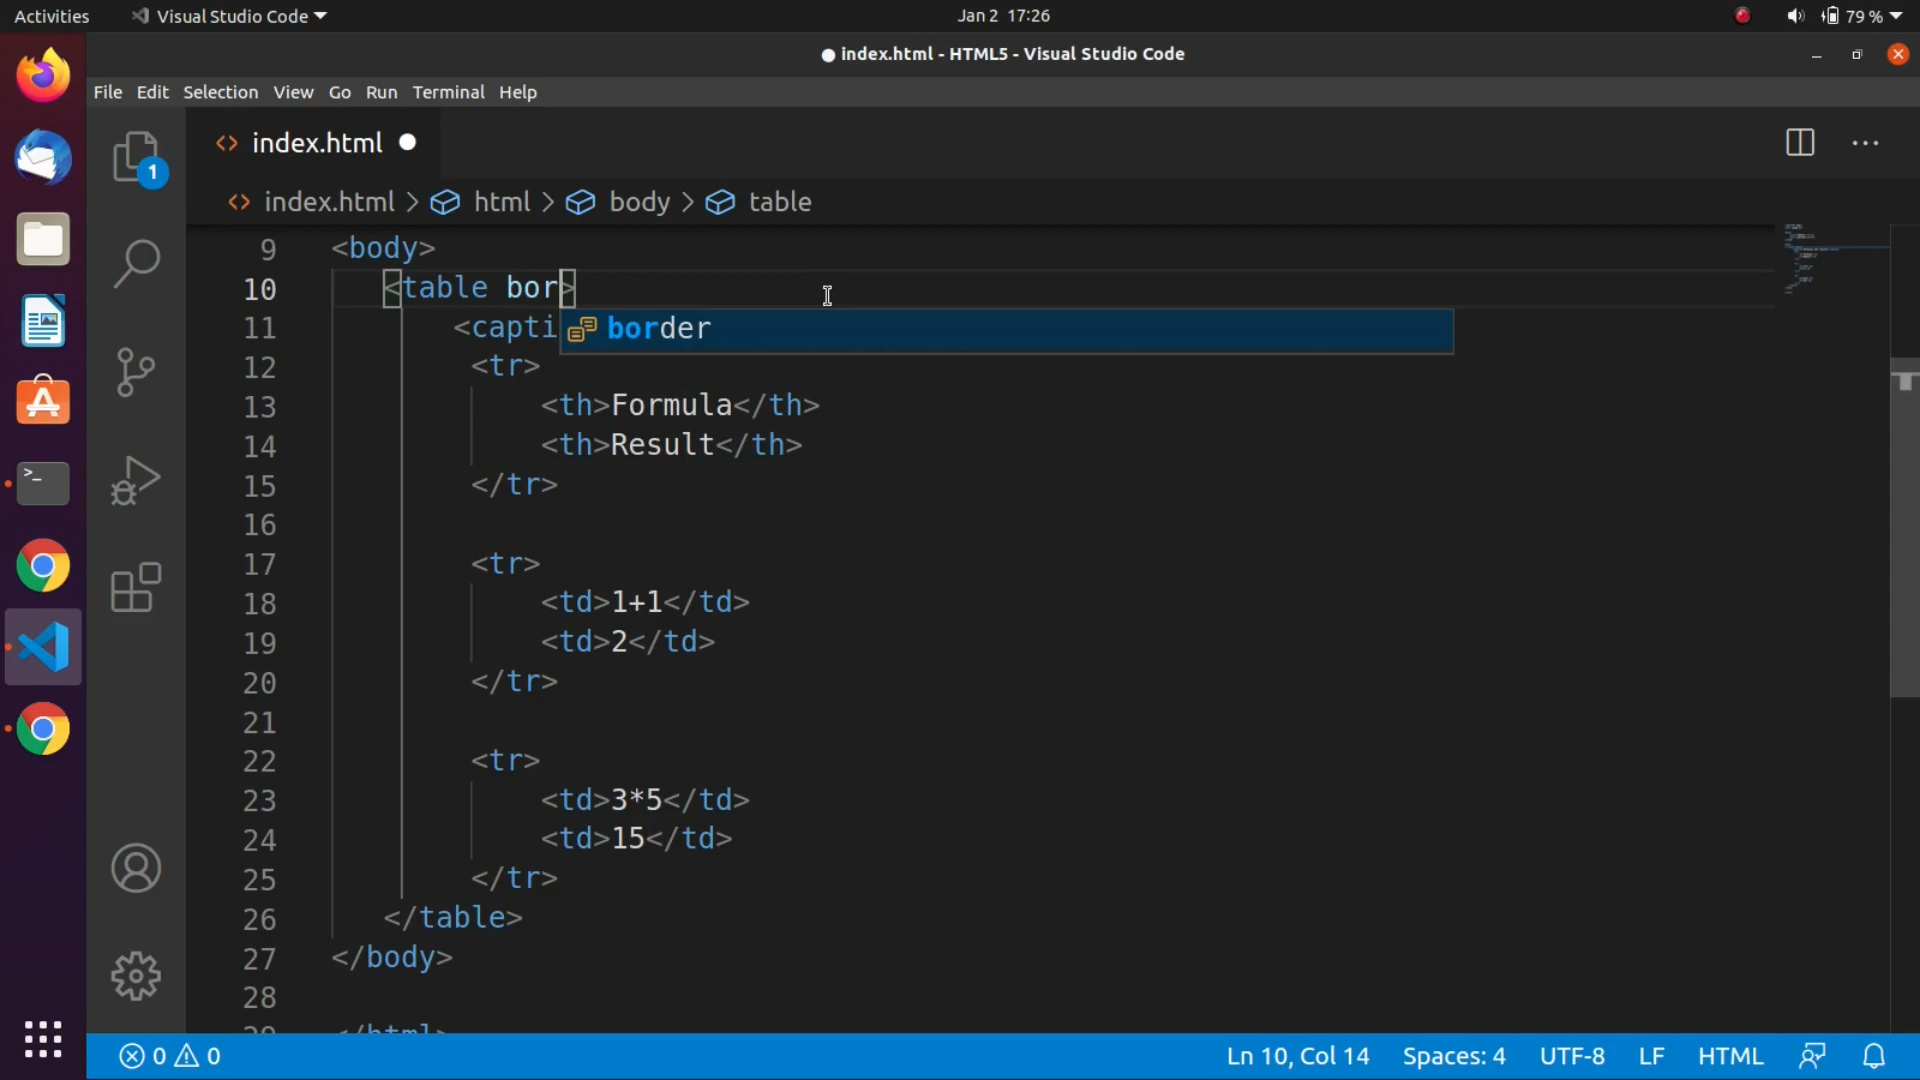 Activities Visual Studio Code Jan 2 17:26 79 %
index.html - HTML5 - Visual Studio Code
File Edit Selection View Go Run Terminal Help
index.html
1
index.html > html > body > table
9 <body>
10 <table bor>
11 <capti
border
12 <tr>
13 <th>Formula</th>
14 <th>Result</th>
15 </tr>
16
17 <tr>
18 <td>1+1</td>
19 <td>2</td>
20 </tr>
21
22 <tr>
23 <td>3*5</td>
24 <td>15</td>
25 </tr>
26 </table>
27 </body>
28
29 </html>
0 0 Ln 10, Col 14 Spaces: 4 UTF-8 LF HTML